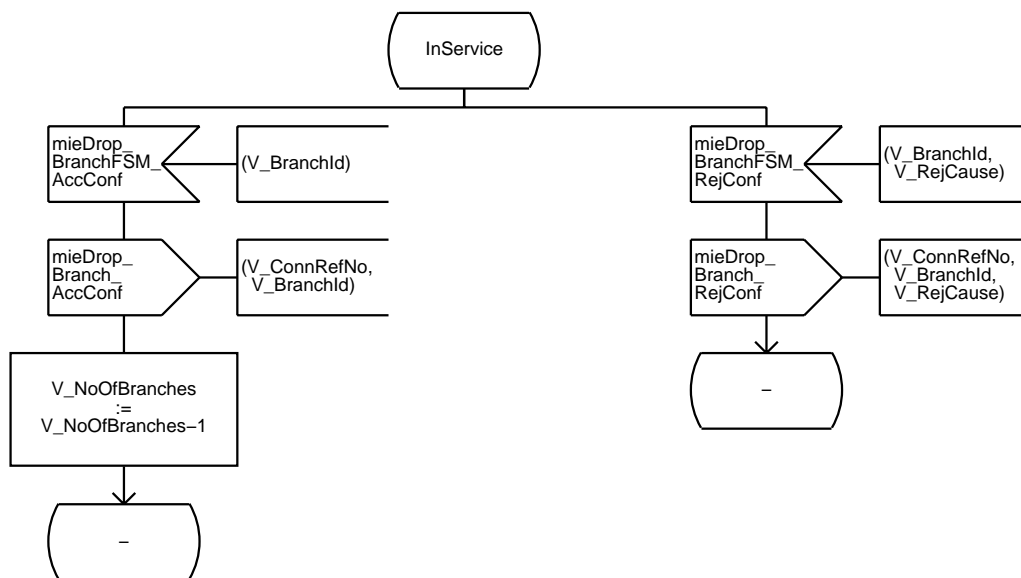 InService
mieDrop_
BranchFSM_
AccConf
(V_BranchId)
mieDrop_
Branch_
AccConf
(V_ConnRefNo,
V_BranchId)
V_NoOfBranches
:=
V_NoOfBranches–1
–
mieDrop_
BranchFSM_
RejConf
(V_BranchId,
V_RejCause)
mieDrop_
Branch_
RejConf
(V_ConnRefNo,
V_BranchId,
V_RejCause)
–